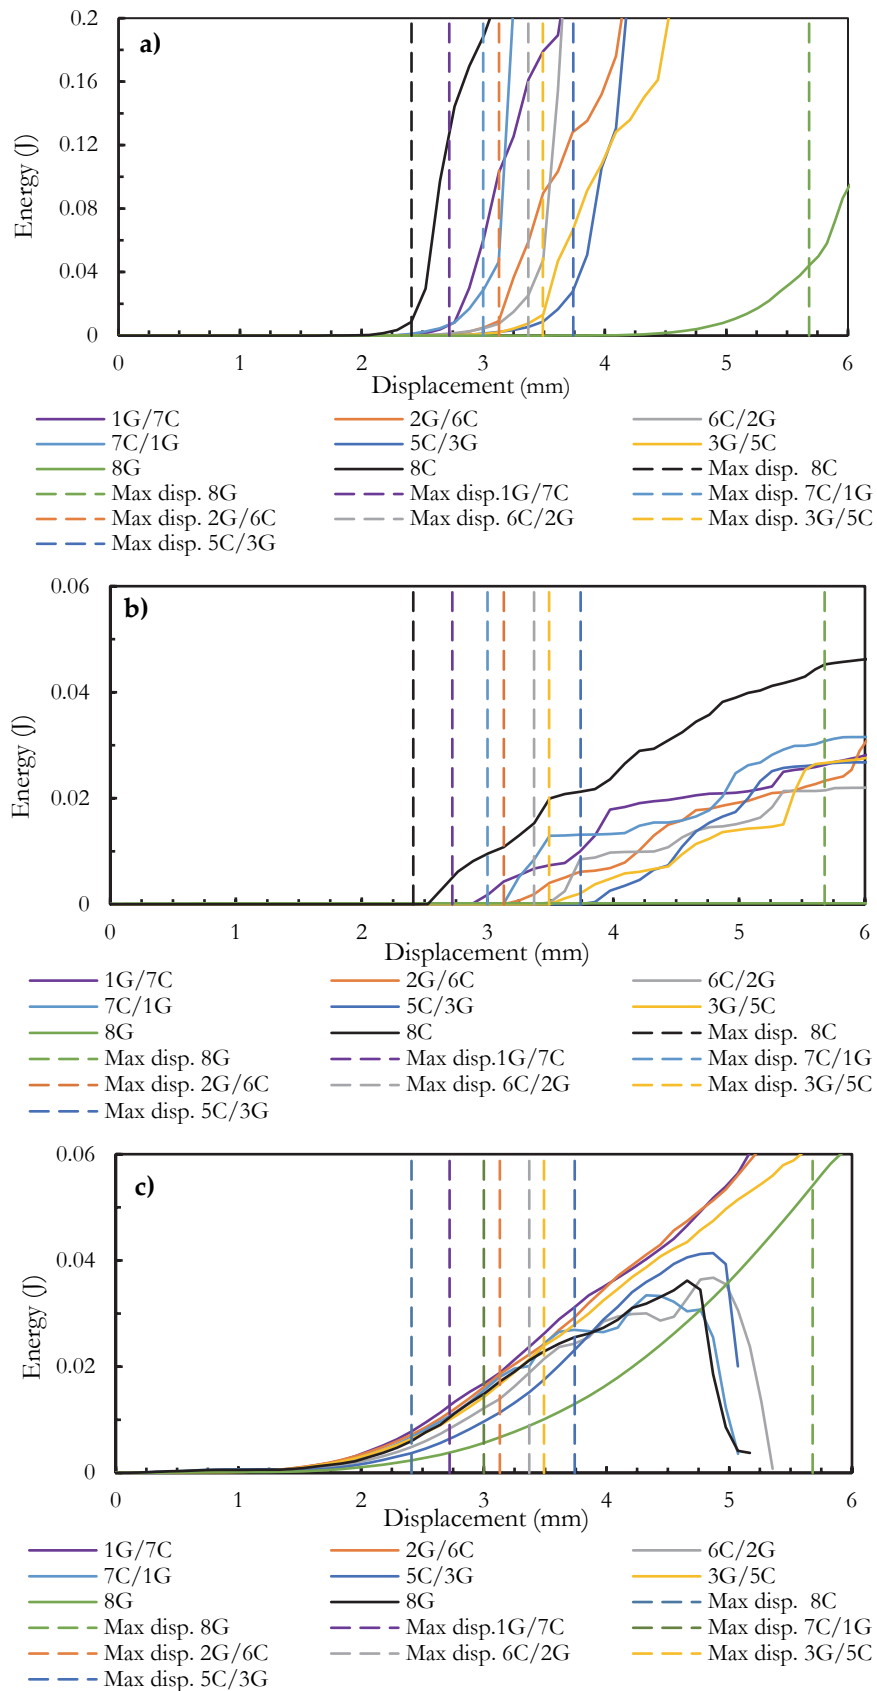 a)
0.2
0.16
0.12
0.08
0.04
0
Energy (J)
0 1 2 3 4 5 6
Displacement (mm)
1G/7C 2G/6C 6C/2G
7C/1G 5C/3G 3G/5C
8G 8C Max disp. 8C
Max disp. 8G Max disp.1G/7C Max disp. 7C/1G
Max disp. 2G/6C Max disp. 6C/2G Max disp. 3G/5C
Max disp. 5C/3G
b)
0.06
0.04
0.02
0
Energy (J)
0 1 2 3 4 5 6
Displacement (mm)
1G/7C 2G/6C 6C/2G
7C/1G 5C/3G 3G/5C
8G 8C Max disp. 8C
Max disp. 8G Max disp.1G/7C Max disp. 7C/1G
Max disp. 2G/6C Max disp. 6C/2G Max disp. 3G/5C
Max disp. 5C/3G
c)
0.06
0.04
0.02
0
Energy (J)
0 1 2 3 4 5 6
Displacement (mm)
1G/7C 2G/6C 6C/2G
7C/1G 5C/3G 3G/5C
8G 8G Max disp. 8C
Max disp. 8G Max disp.1G/7C Max disp. 7C/1G
Max disp. 2G/6C Max disp. 6C/2G Max disp. 3G/5C
Max disp. 5C/3G